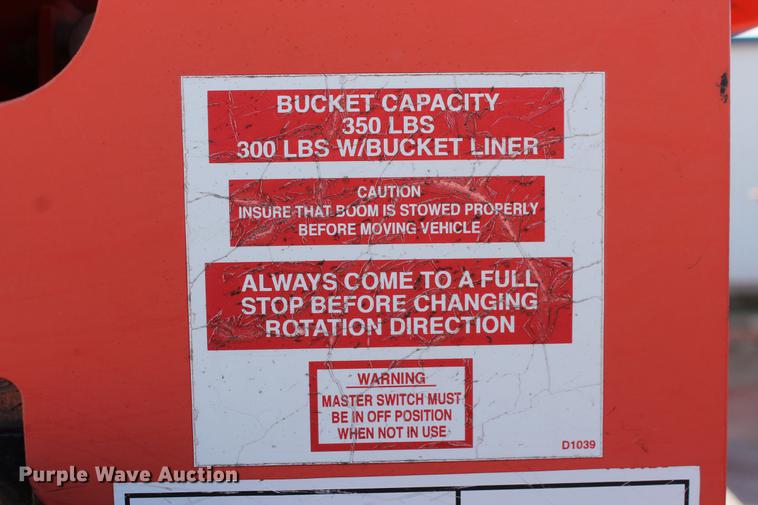 BUCKET CAPACITY
350 LBS
300 LBS W/BUCKET LINER
CAUTION
INSURE THAT BOOM IS STOWED PROPERLY
BEFORE MOVING VEHICLE
ALWAYS COME TO A FULL
STOP BEFORE CHANGING
ROTATION DIRECTION
WARNING
MASTER SWITCH MUST
BE IN OFF POSITION
WHEN NOT IN USE
D1039
Purple Wave Auction